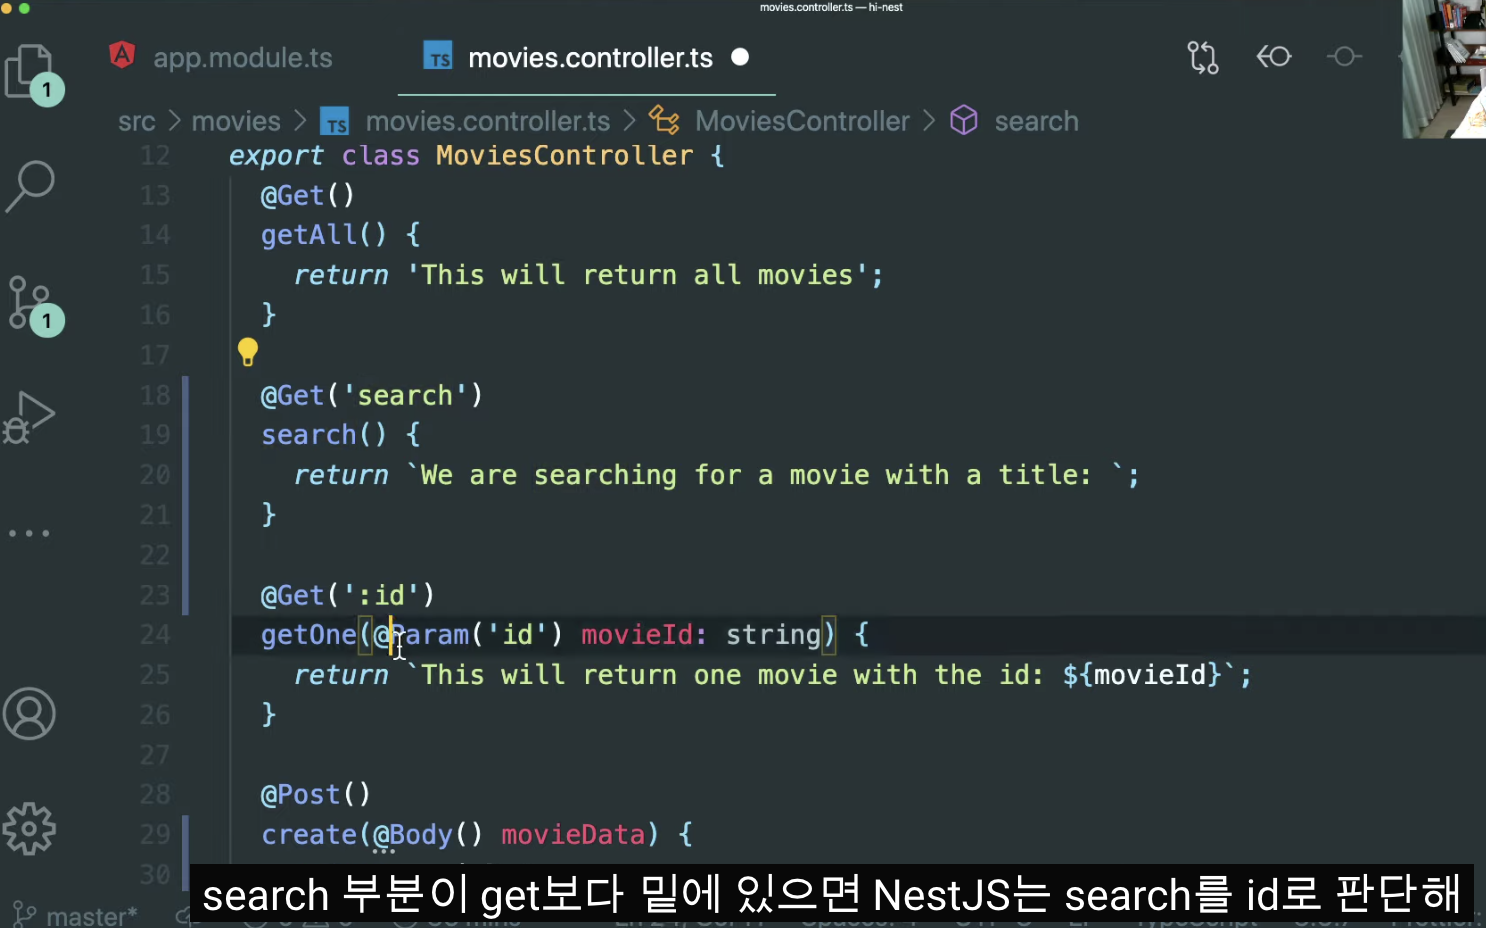 movies.controller.ts — hi-nest
app.module.ts
TS movies.controller.ts
1
src > movies > TS movies.controller.ts > MoviesController > search
12 export class MoviesController {
13 @Get()
14 getAll() {
15 return 'This will return all movies';
16 }
17
18 @Get('search')
19 search() {
20 return `We are searching for a movie with a title: `;
21 }
22
23 @Get(':id')
24 getOne(@Param('id') movieId: string) {
25 return `This will return one movie with the id: ${movieId}`;
26 }
27
28 @Post()
29 create(@Body() movieData) {
30
1
search 부분이 get보다 밑에 있으면 NestJS는 search를 id로 판단해
master*